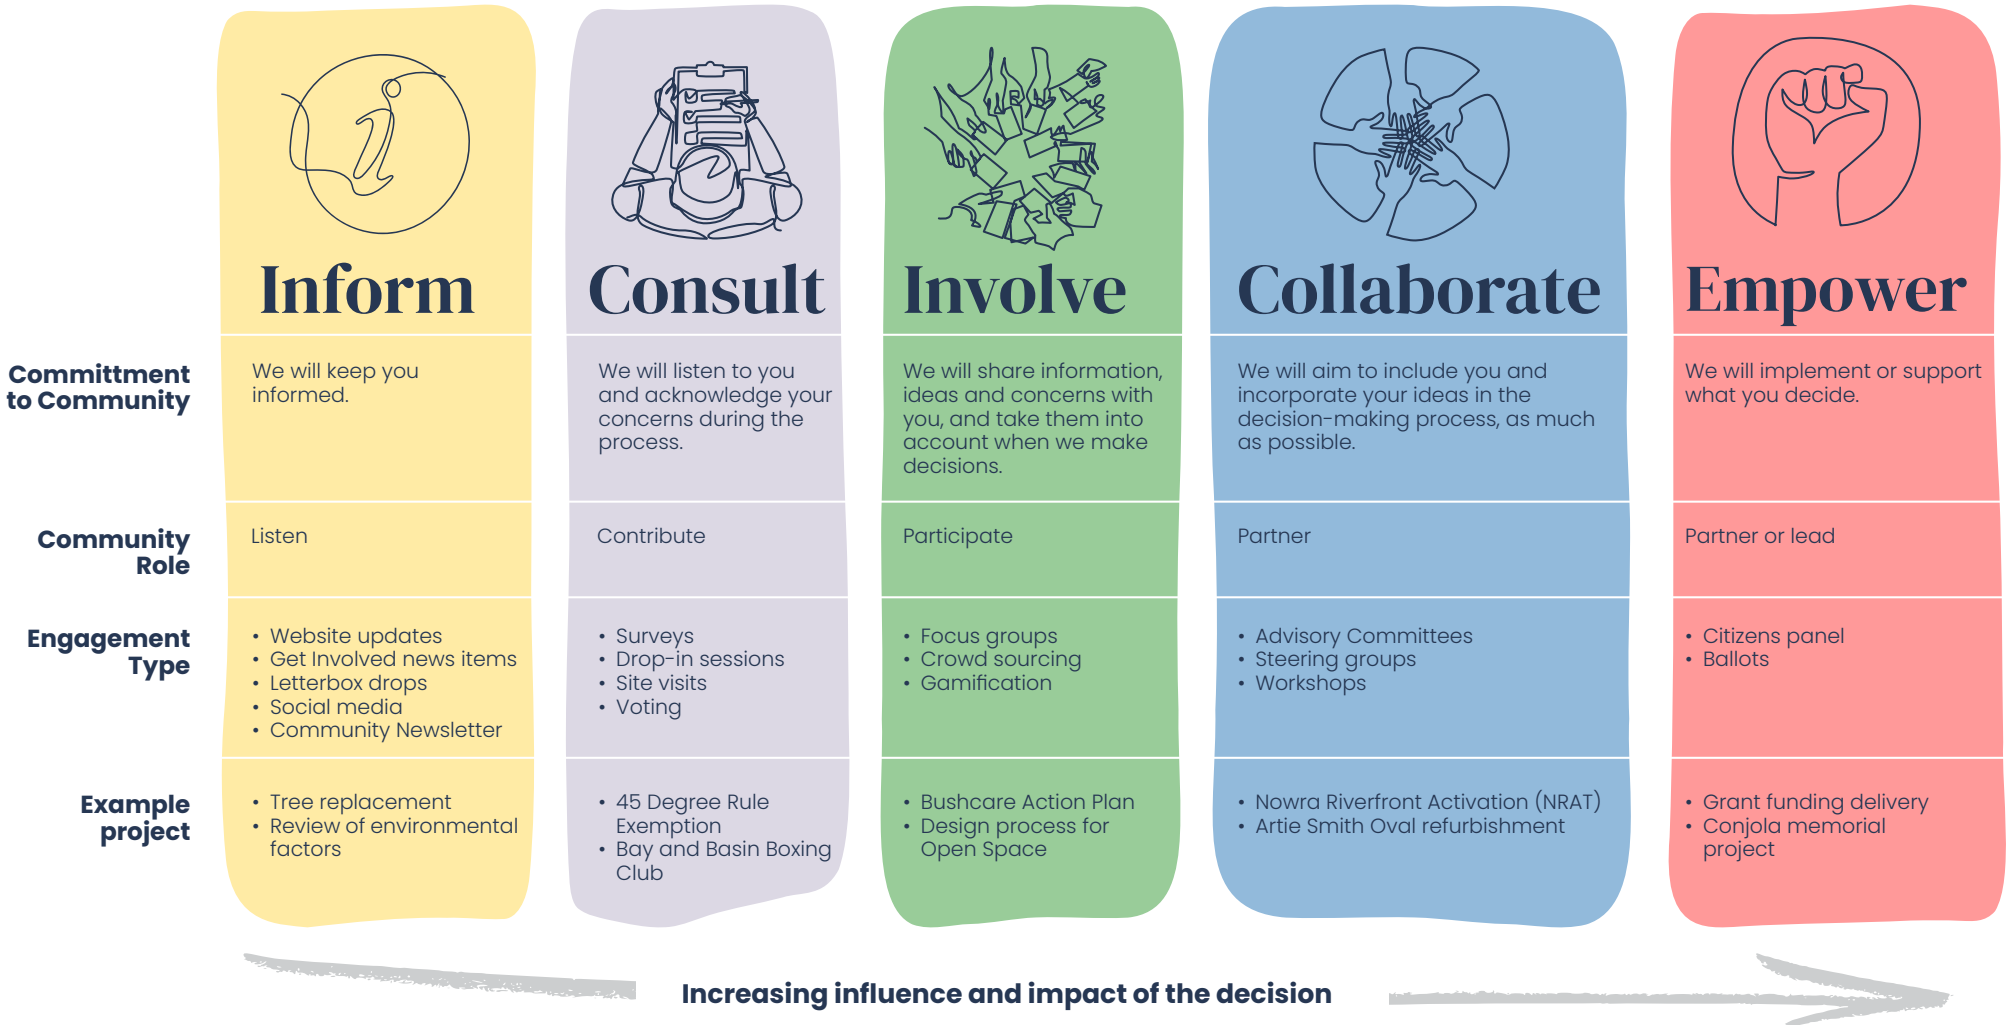 Inform
Consult
Involve
Collaborate
Empower
Committment
to Community
We will keep you
informed.
We will listen to you
and acknowledge your
concerns during the
process.
We will share information,
ideas and concerns with
you, and take them into
account when we make
decisions.
We will aim to include you and
incorporate your ideas in the
decision-making process, as much
as possible.
We will implement or support
what you decide.
Community
Role
Listen
Contribute
Participate
Partner
Partner or lead
Engagement
Type
• Website updates
• Get Involved news items
• Letterbox drops
• Social media
• Community Newsletter
• Surveys
• Drop-in sessions
• Site visits
• Voting
• Focus groups
• Crowd sourcing
• Gamification
• Advisory Committees
• Steering groups
• Workshops
• Citizens panel
• Ballots
Example
project
• Tree replacement
• Review of environmental
factors
• 45 Degree Rule
Exemption
• Bay and Basin Boxing
Club
• Bushcare Action Plan
• Design process for
Open Space
• Nowra Riverfront Activation (NRAT)
• Artie Smith Oval refurbishment
• Grant funding delivery
• Conjola memorial
project
Increasing influence and impact of the decision